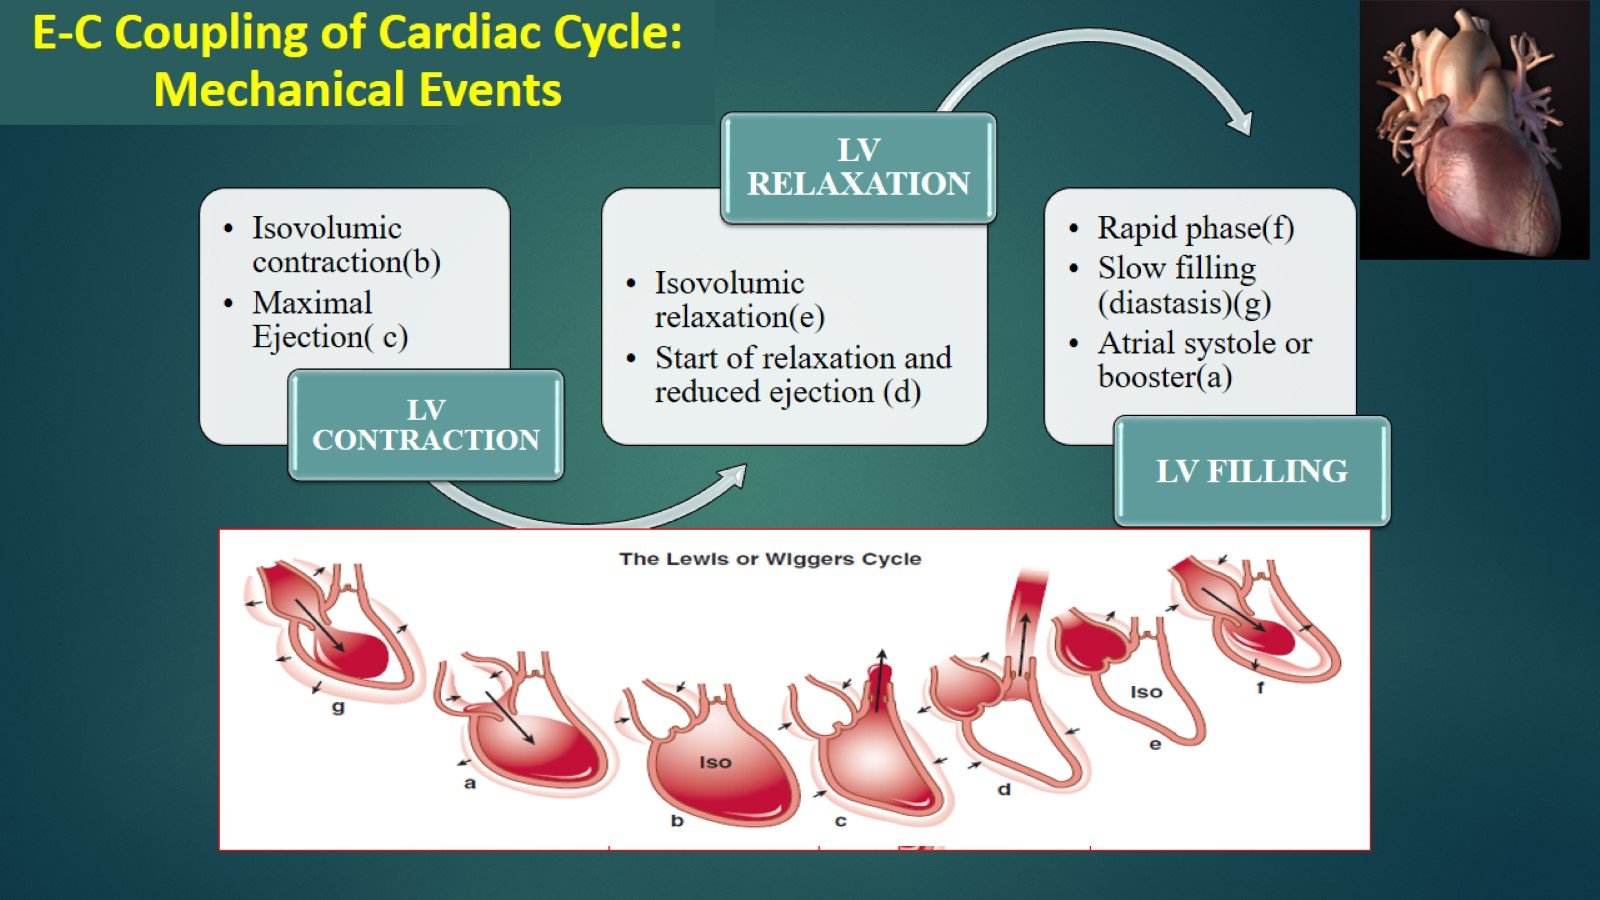 E-C Coupling of Cardiac Cycle:
Mechanical Events
• Isovolumic
contraction(b)
• Maximal
Ejection( c)
LV
CONTRACTION
LV
RELAXATION
• Isovolumic
relaxation(e)
• Start of relaxation and
reduced ejection (d)
• Rapid phase(f)
• Slow filling
(diastasis)(g)
• Atrial systole or
booster(a)
LV FILLING
The Lewis or Wiggers Cycle
g
a
Iso
b
c
d
Iso
e
f